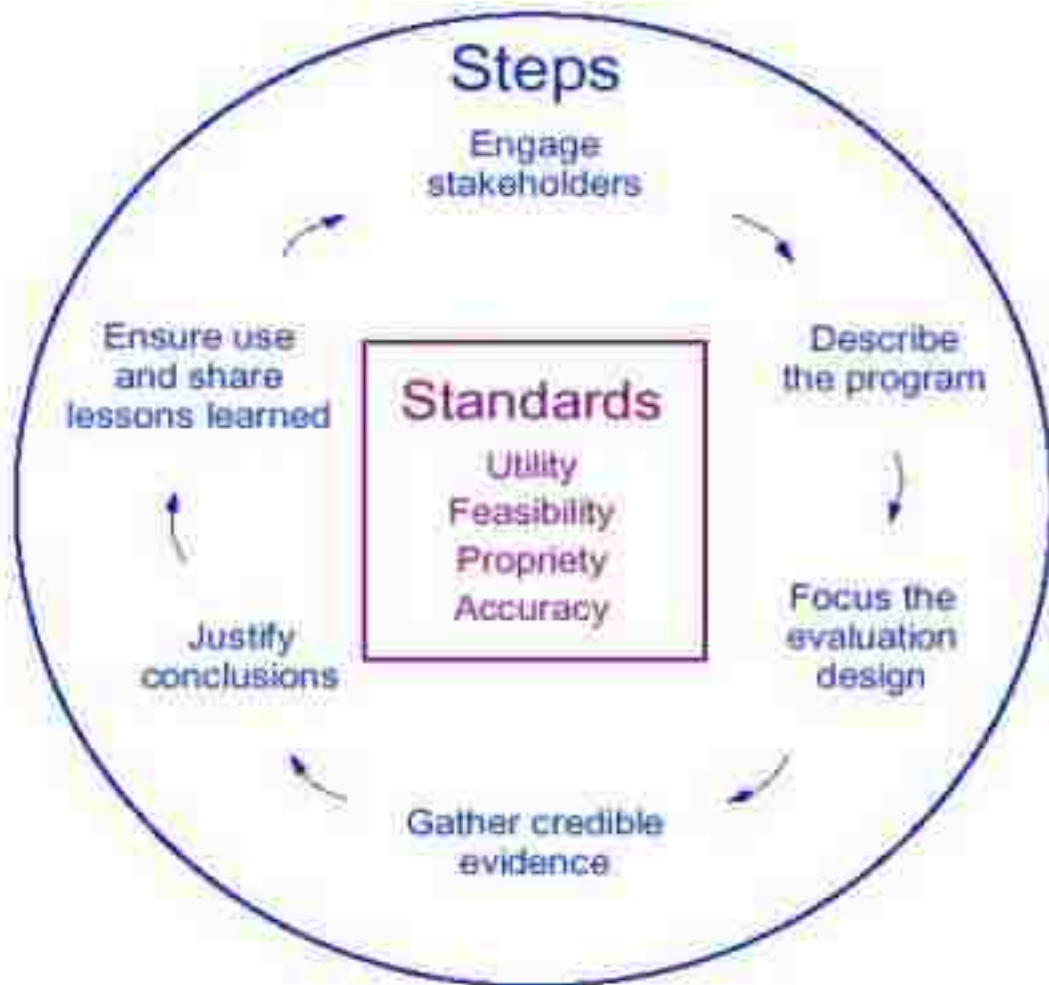 Steps
Engage
stakeholders
Describe
the program
Focus the
evaluation
design
Gather credible
evidence
Justify
conclusions
Ensure use
and share
lessons learned
Standards
Utility
Feasibility
Propriety
Accuracy